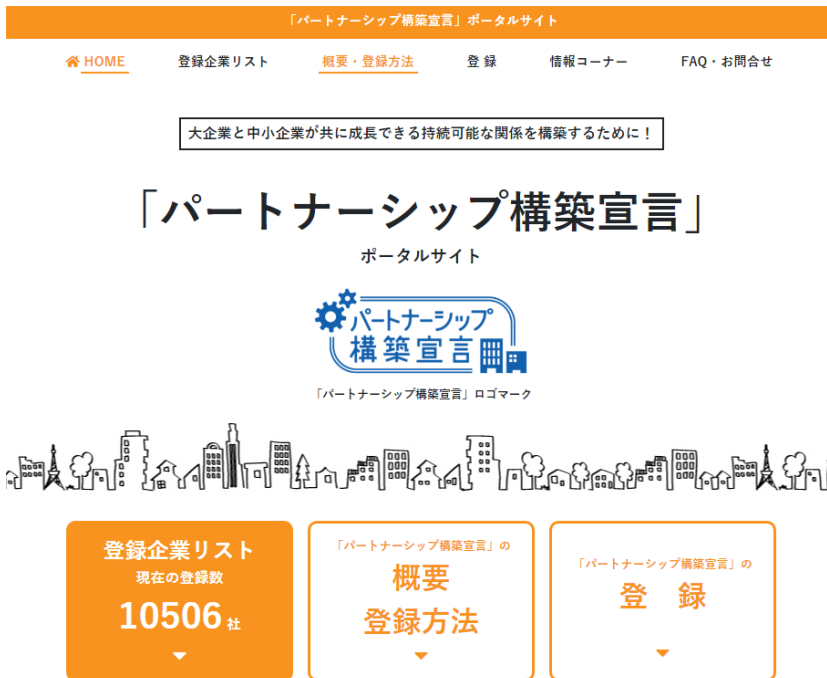 「パートナーシップ構築宣言」ポータルサイト
HOME
登録企業リスト
概要・登録方法
登 録
情報コーナー
FAQ・お問合せ
大企業と中小企業が共に成長できる持続可能な関係を構築するために！
「パートナーシップ構築宣言」
ポータルサイト
パートナーシップ
構築宣言
「パートナーシップ構築宣言」ロゴマーク
登録企業リスト
現在の登録数
10506 社
「パートナーシップ構築宣言」の
概要
登録方法
「パートナーシップ構築宣言」の
登　録